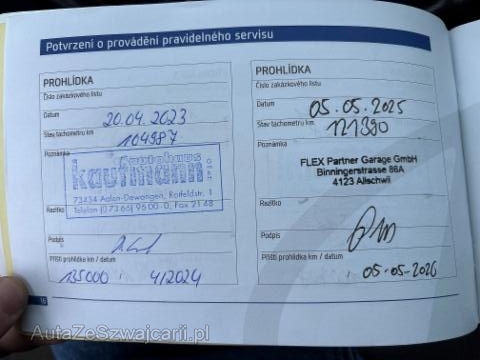 Potvrzení o provádění pravidelného servisu
PROHLÍDKA
Číslo zakázkového listu
Datum
20.04.2023
Stav tachometru km
104987
Poznámka
Autohaus
kaufmann
73434 Aalen-Dewangen, Rotfeldstr. 1
Telefon (0 73 66) 96 00-0, Fax 21 48
Razítko
Podpis
Příští prohlídka km / datum
135000 4/2024
PROHLÍDKA
Číslo zakázkového listu
Datum
05.05.2025
Stav tachometru km
121390
Poznámka
FLEX Partner Garage GmbH
Binningerstrasse 86A
4123 Allschwil
Razítko
Podpis
Příští prohlídka km / datum
05-05-2026
AutaZeSzwajcarii.pl